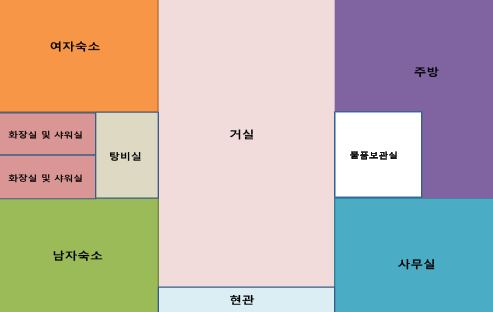 여자숙소
주방
화장실 및 샤워실
탕비실
거실
물품보관실
화장실 및 샤워실
남자숙소
사무실
현관